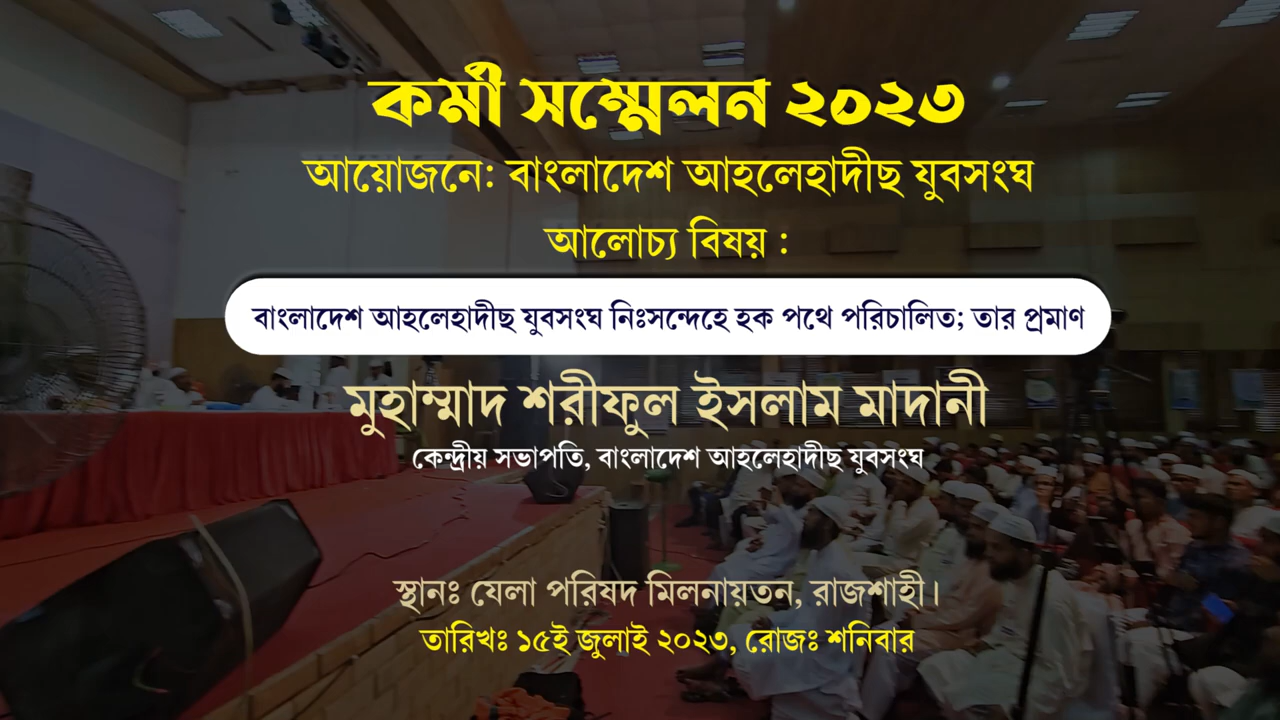 কর্মী সম্মেলন ২০২৩
আয়োজনে: বাংলাদেশ আহলেহাদীছ যুবসংঘ
আলোচ্য বিষয় :
বাংলাদেশ আহলেহাদীছ যুবসংঘ নিঃসন্দেহে হক পথে পরিচালিত; তার প্রমাণ
মুহাম্মাদ শরীফুল ইসলাম মাদানী
কেন্দ্রীয় সভাপতি, বাংলাদেশ আহলেহাদীছ যুবসংঘ
স্থানঃ যেলা পরিষদ মিলনায়তন, রাজশাহী।
তারিখঃ ১৫ই জুলাই ২০২৩, রোজঃ শনিবার